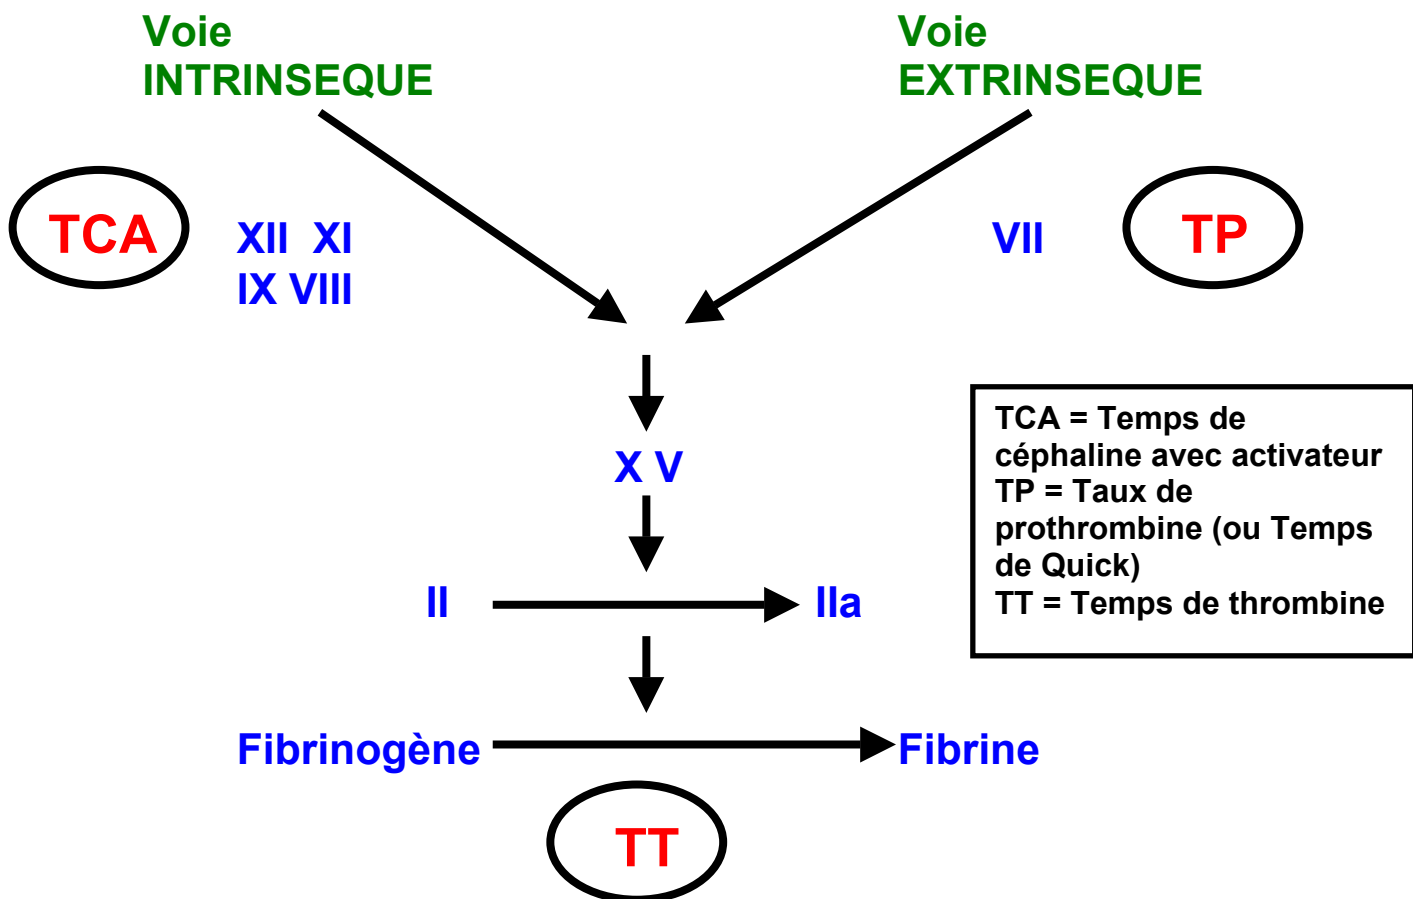 Voie
INTRINSEQUE
Voie
EXTRINSEQUE
TCA
XII XI
IX VIII
VII
TP
X V
TCA = Temps de
céphaline avec activateur
TP = Taux de
prothrombine (ou Temps
de Quick)
TT = Temps de thrombine
II
IIa
Fibrinogène
Fibrine
TT